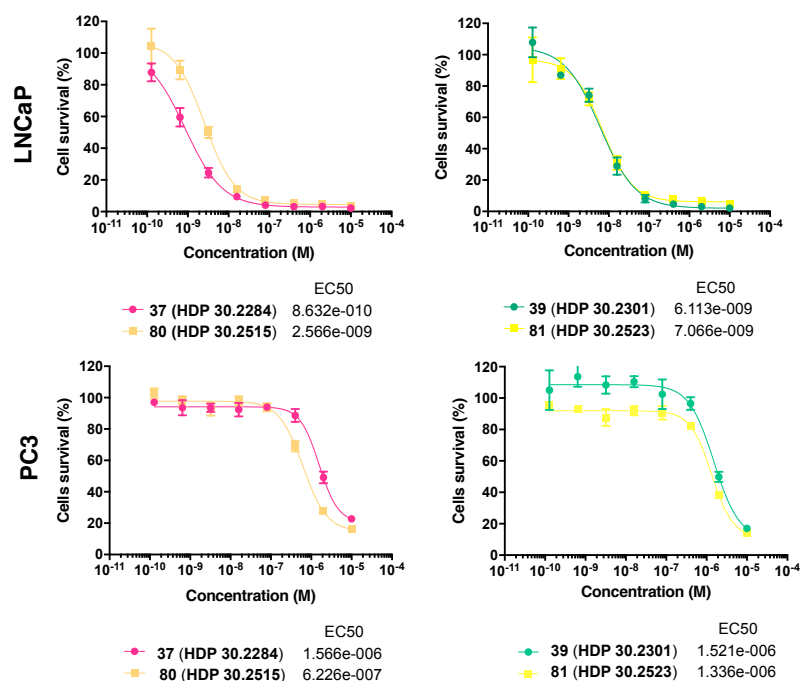 LNCaP
Cell survival (%)
120
100
80
60
40
20
0
10-11 10-10 10-9 10-8 10-7 10-6 10-5 10-4
Concentration (M)
EC50
37 (HDP 30.2284) 8.632e-010
80 (HDP 30.2515) 2.566e-009
Cell survival (%)
120
100
80
60
40
20
0
10-11 10-10 10-9 10-8 10-7 10-6 10-5 10-4
Concentration (M)
EC50
39 (HDP 30.2301) 6.113e-009
81 (HDP 30.2523) 7.066e-009
PC3
Cells survival (%)
120
100
80
60
40
20
0
10-11 10-10 10-9 10-8 10-7 10-6 10-5 10-4
Concentration (M)
EC50
37 (HDP 30.2284) 1.566e-006
80 (HDP 30.2515) 6.226e-007
Cells survival (%)
120
100
80
60
40
20
0
10-11 10-10 10-9 10-8 10-7 10-6 10-5 10-4
Concentration (M)
EC50
39 (HDP 30.2301) 1.521e-006
81 (HDP 30.2523) 1.336e-006